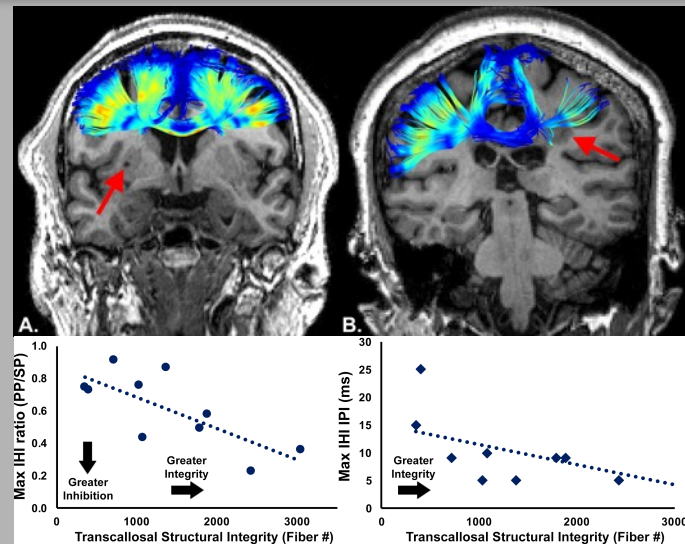 A.
B.
Max IHI ratio (PP/SP)
1.0
0.8
0.6
0.4
0.2
0.0
Greater
Inhibition
Greater
Integrity
0
1000
2000
3000
Transcallosal Structural Integrity (Fiber #)
Max IHI IPI (ms)
30
25
20
15
10
5
0
Greater
Integrity
0
1000
2000
3000
Transcallosal Structural Integrity (Fiber #)